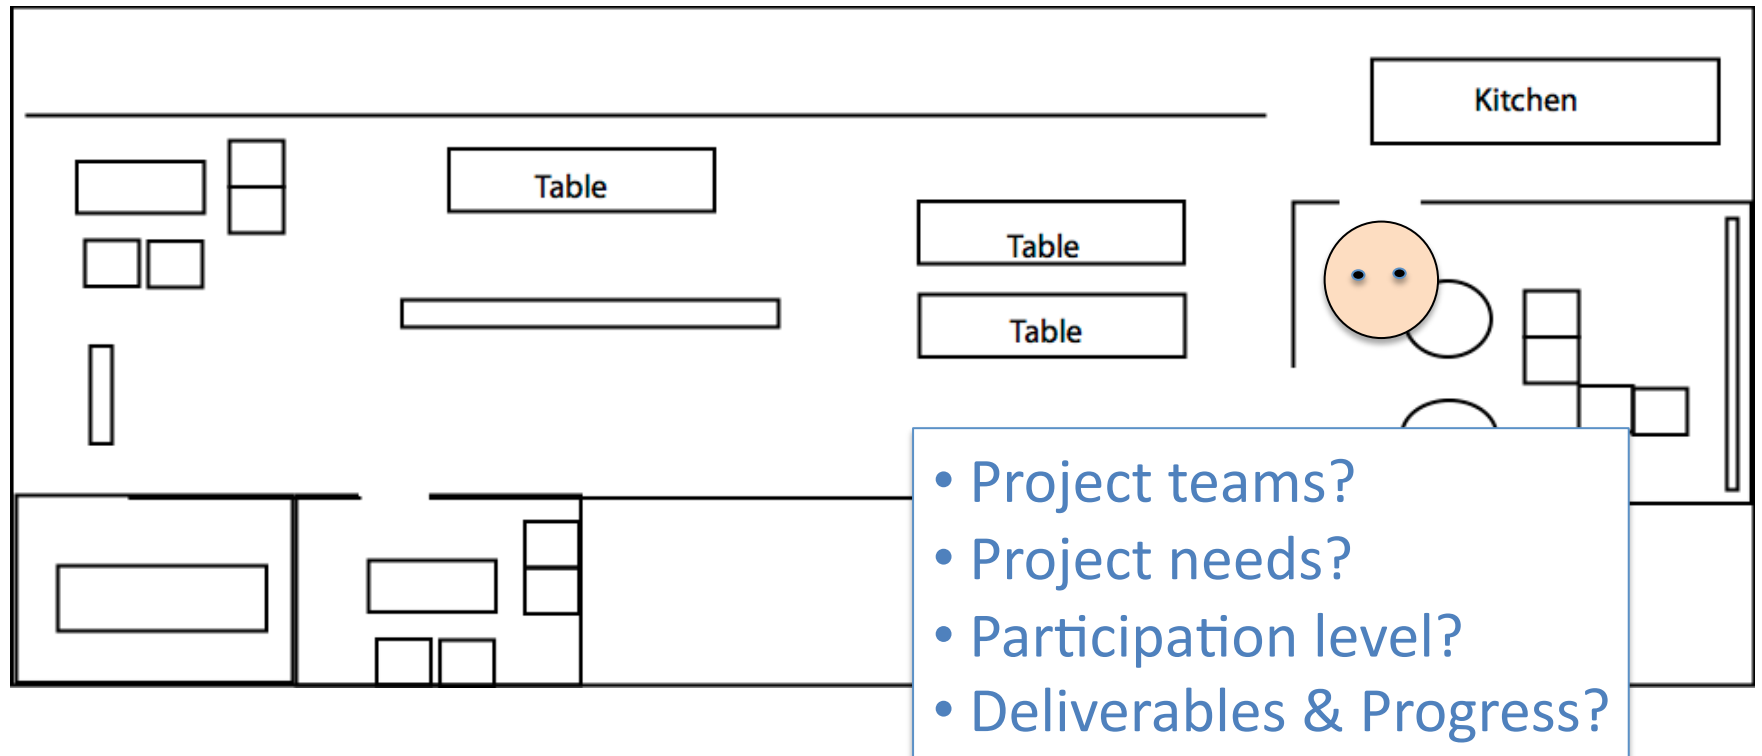 Kitchen
Table
Table
Table
• Project teams?
• Project needs?
• Participation level?
• Deliverables & Progress?